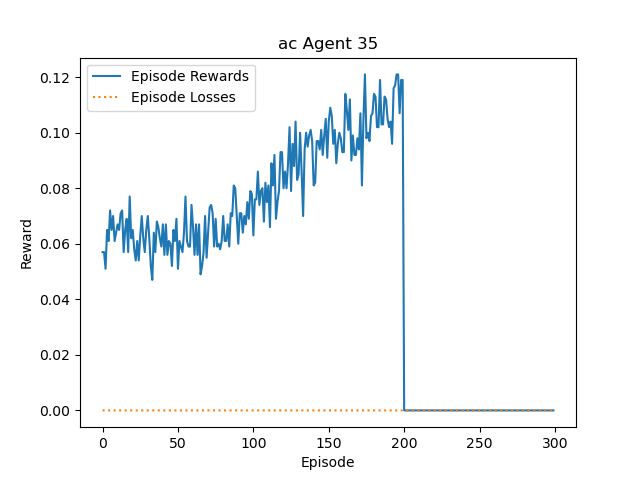 ac Agent 35
Episode Rewards
Episode Losses
Reward
0.12
0.10
0.08
0.06
0.04
0.02
0.00
0 50 100 150 200 250 300
Episode